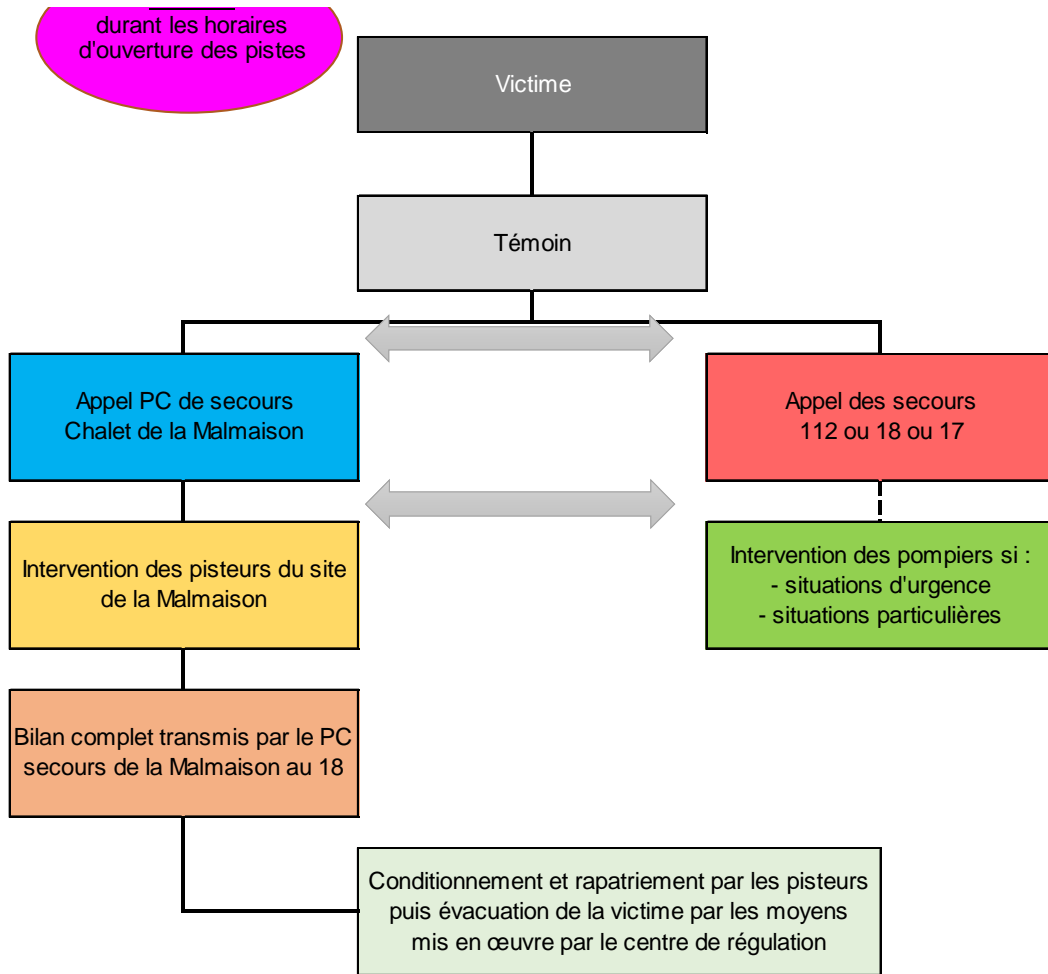 durant les horaires
d'ouverture des pistes
Victime
Témoin
Appel PC de secours
Chalet de la Malmaison
Appel des secours
112 ou 18 ou 17
Intervention des pisteurs du site
de la Malmaison
Intervention des pompiers si :
- situations d'urgence
- situations particulières
Bilan complet transmis par le PC
secours de la Malmaison au 18
Conditionnement et rapatriement par les pisteurs
puis évacuation de la victime par les moyens
mis en œuvre par le centre de régulation